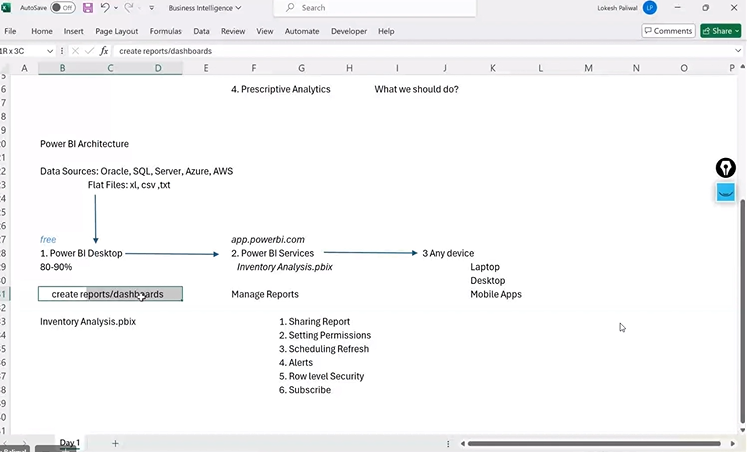 AutoSave Off Business Intelligence Search Lokesh Paliwal LP
File Home Insert Page Layout Formulas Data Review View Automate Developer Help Comments Share
1R x 3C fx create reports/dashboards
A B C D E F G H I J K L M N O P
4. Prescriptive Analytics What we should do?
Power BI Architecture
Data Sources: Oracle, SQL, Server, Azure, AWS
Flat Files: xl, csv ,txt
free app.powerbi.com
1. Power BI Desktop 2. Power BI Services 3 Any device
80-90% Inventory Analysis.pbix Laptop
Desktop
create reports/dashboards Manage Reports Mobile Apps
Inventory Analysis.pbix 1. Sharing Report
2. Setting Permissions
3. Scheduling Refresh
4. Alerts
5. Row level Security
6. Subscribe
Day 1